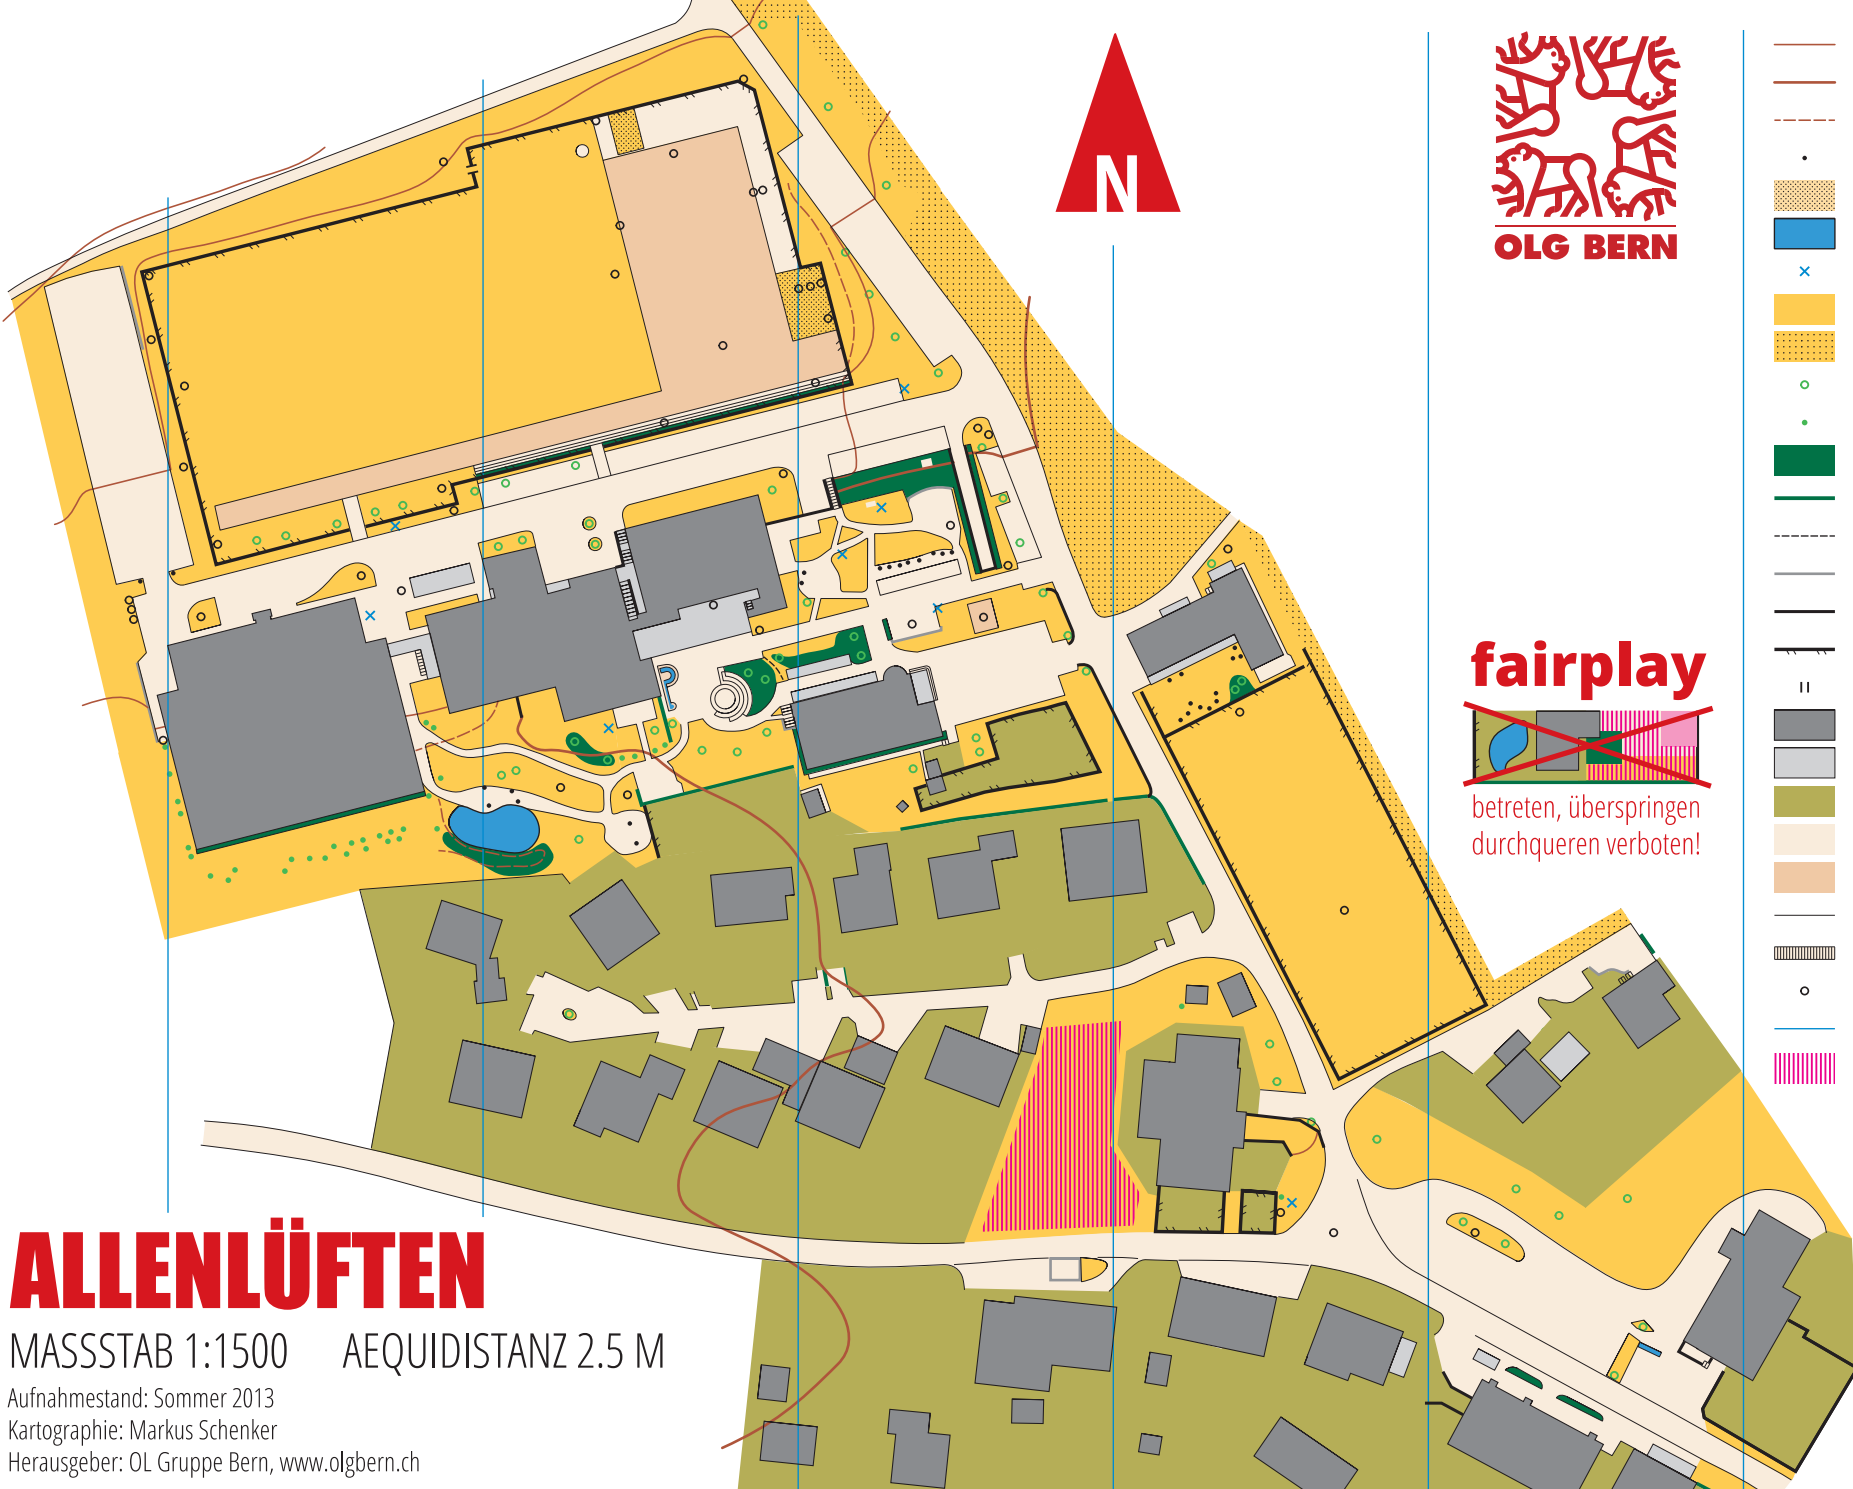 N
OLG BERN
fairplay
betreten, überspringen
durchqueren verboten!
ALLENLÜFTEN
MASSSTAB 1:1500 AEQUIDISTANZ 2.5 M
Aufnahmestand: Sommer 2013
Kartographie: Markus Schenker
Herausgeber: OL Gruppe Bern, www.olgbern.ch